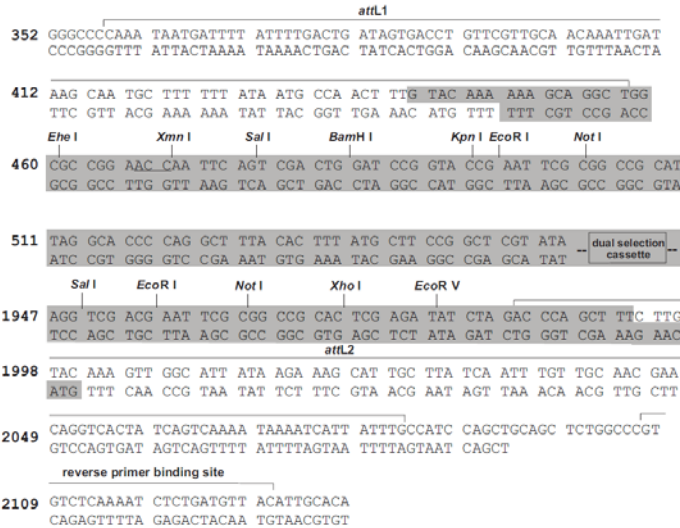 attL1
352 GGGCCCCAAA TAATGATTTT ATTTTGACTG ATAGTGACCT GTTCGTTGCA ACAAATTGAT
CCCGGGGTTT ATTACTAAAA TAAAACTGAC TATCACTGGA CAAGCAACGT TGTTTAACTA
412 AAG CAA TGC TTT TTT ATA ATG CCA ACT TTG TAC AAA AAA GCA GGC TGG
TTC GTT ACG AAA AAA TAT TAC GGT TGA AAC ATG TTT TTT CGT CCG ACC
Ehe I Xmn I Sal I BamH I Kpn I EcoR I Not I
460 CGC CGG AAC CAA TTC AGT CGA CTG GAT CCG GTA CCG AAT TCG CGG CCG CAT
GCG GCC TTG GTT AAG TCA GCT GAC CTA GGC CAT GGC TTA AGC GCC GGC GTA
511 TAG GCA CCC CAG GCT TTA CAC TTT ATG CTT CCG GCT CGT ATA -- dual selection cassette --
ATC CGT GGG GTC CGA AAT GTG AAA TAC GAA GGC CGA GCA TAT
Sal I EcoR I Not I Xho I EcoR V
1947 AGG TCG ACG AAT TCG CGG CCG CAC TCG AGA TAT CTA GAC CCA GCT TTC TTG
TCC AGC TGC TTA AGC GCC GGC GTG AGC TCT ATA GAT CTG GGT CGA AAG AAC
attL2
1998 TAC AAA GTT GGC ATT ATA AGA AAG CAT TGC TTA TCA ATT TGT TGC AAC GAA
ATG TTT CAA CCG TAA TAT TCT TTC GTA ACG AAT AGT TAA ACA ACG TTG CTT
2049 CAGGTCACTA TCAGTCAAAA TAAAATCATT ATTTGCCATC CAGCTGCAGC TCTGGCCCGT
GTCCAGTGAT AGTCAGTTTT ATTTTAGTAA TTTTAGTAAT CAGCT
reverse primer binding site
2109 GTCTCAAAAT CTCTGATGTT ACATTGCACA
CAGAGTTTTA GAGACTACAA TGTAACGTGT